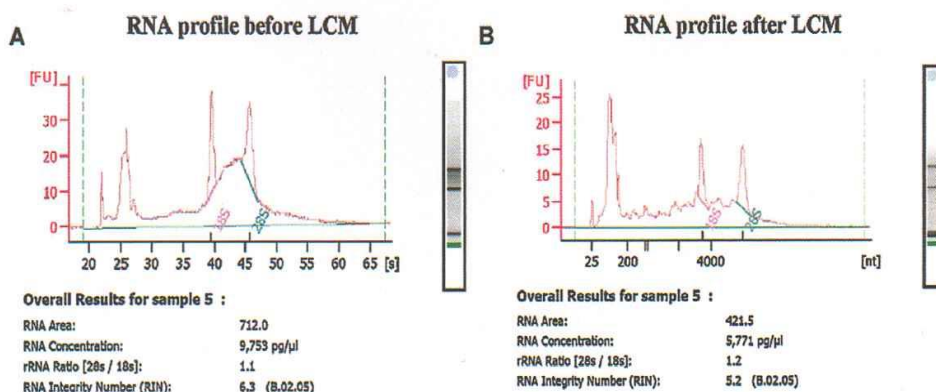 A
RNA profile before LCM
[FU]
30
20
10
0
18S
28S
20 25 30 35 40 45 50 55 60 65 [s]
Overall Results for sample 5 :
RNA Area: 712.0
RNA Concentration: 9,753 pg/µl
rRNA Ratio [28s / 18s]: 1.1
RNA Integrity Number (RIN): 6.3 (B.02.05)
B
RNA profile after LCM
[FU]
25
20
15
10
5
0
18S
28S
25 200 4000 [nt]
Overall Results for sample 5 :
RNA Area: 421.5
RNA Concentration: 5,771 pg/µl
rRNA Ratio [28s / 18s]: 1.2
RNA Integrity Number (RIN): 5.2 (B.02.05)